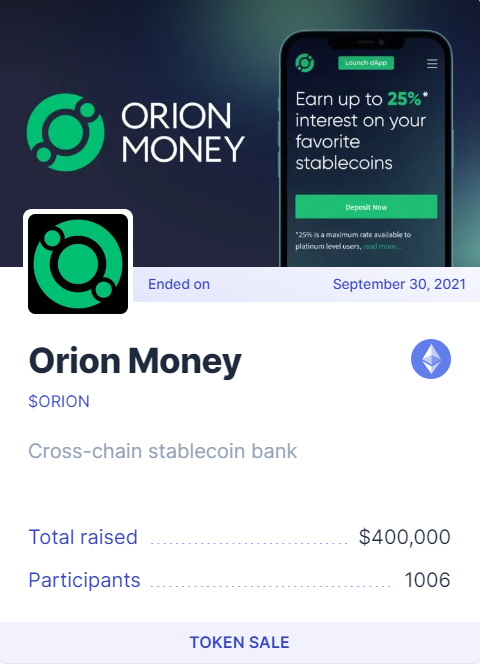 ORION
MONEY
Launch dApp
Earn up to 25%*
interest on your
favorite
stablecoins
Deposit Now
*25% is a maximum rate available to
platinum level users, read more...
Ended on September 30, 2021
Orion Money
$ORION
Cross-chain stablecoin bank
Total raised $400,000
Participants 1006
TOKEN SALE